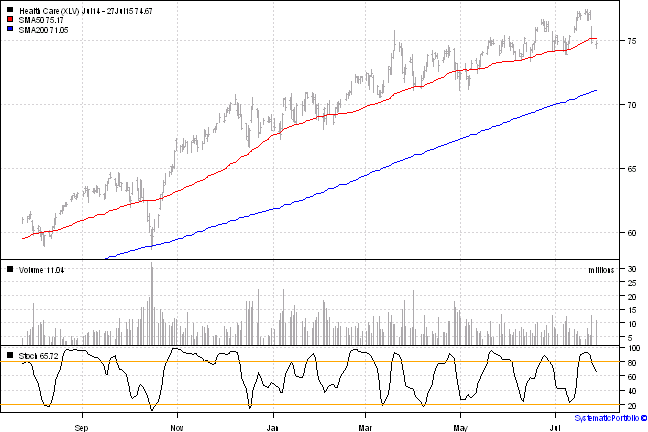 Health Care (XLV) Jul14 - 27Jul15 74.67
SMA50 75.17
SMA200 71.05
75
70
65
60
Volume 11.04
millions
30
25
20
15
10
5
Stoch 65.72
100
80
60
40
20
Sep
Nov
Jan
Mar
May
Jul
SystematicPortfolio ©